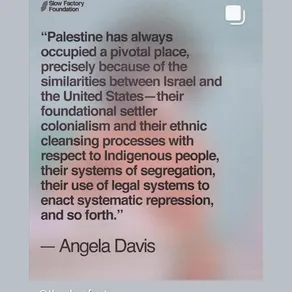 Slow Factory
Foundation
“Palestine has always
occupied a pivotal place,
precisely because of the
similarities between Israel and
the United States—their
foundational settler
colonialism and their ethnic
cleansing processes with
respect to Indigenous people,
their systems of segregation,
their use of legal systems to
enact systematic repression,
and so forth.”
— Angela Davis